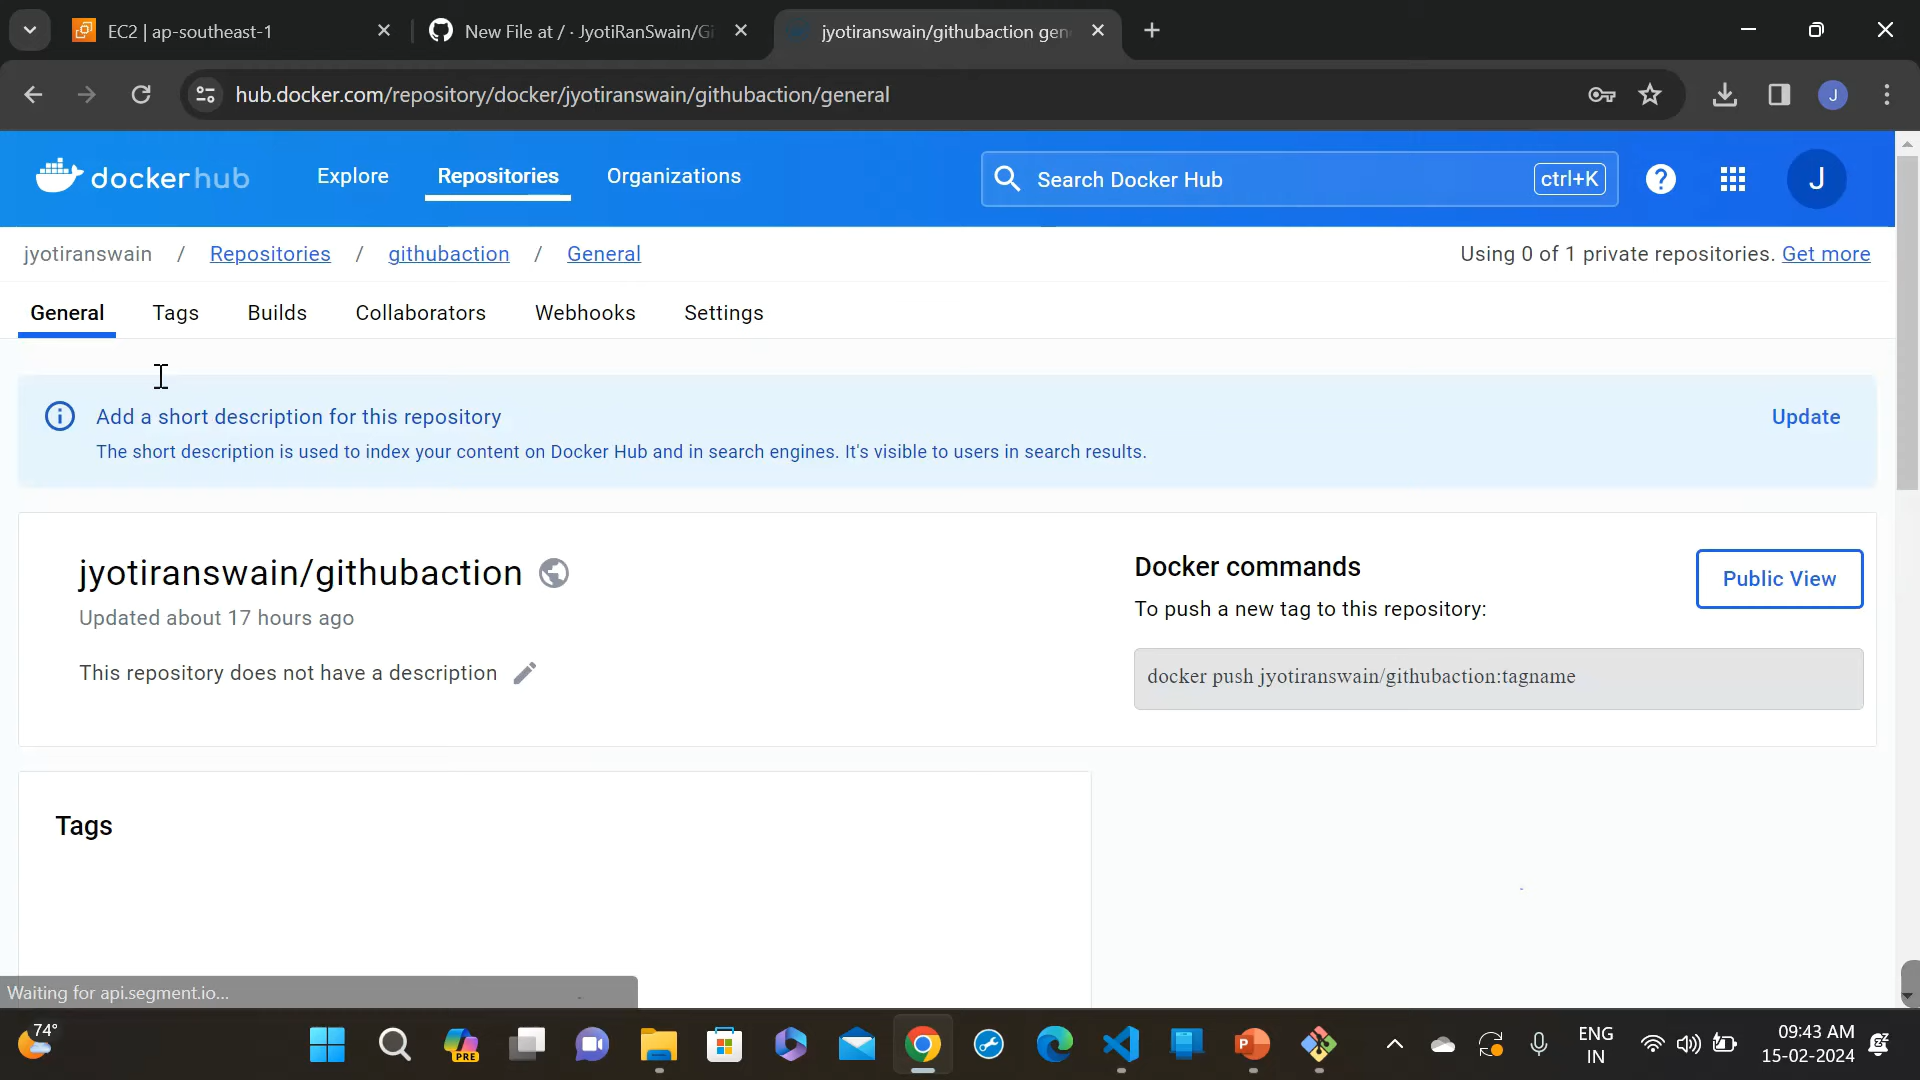 EC2 | ap-southeast-1
New File at / · JyotiRanSwain/Gi
jyotiranswain/githubaction gen
hub.docker.com/repository/docker/jyotiranswain/githubaction/general
J
dockerhub
Explore
Repositories
Organizations
Search Docker Hub
ctrl+K
?
J
jyotiranswain / Repositories / githubaction / General
Using 0 of 1 private repositories. Get more
General
Tags
Builds
Collaborators
Webhooks
Settings
Add a short description for this repository
Update
The short description is used to index your content on Docker Hub and in search engines. It's visible to users in search results.
jyotiranswain/githubaction
Updated about 17 hours ago
This repository does not have a description
Docker commands
Public View
To push a new tag to this repository:
docker push jyotiranswain/githubaction:tagname
Tags
Waiting for api.segment.io...
74°
PRE
ENG
IN
09:43 AM
15-02-2024